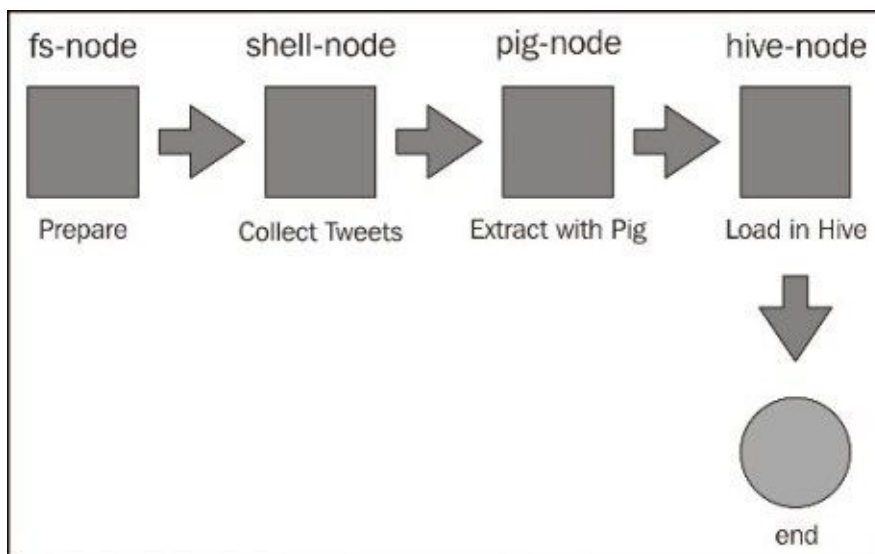 fs-node shell-node pig-node hive-node
Prepare Collect Tweets Extract with Pig Load in Hive
end